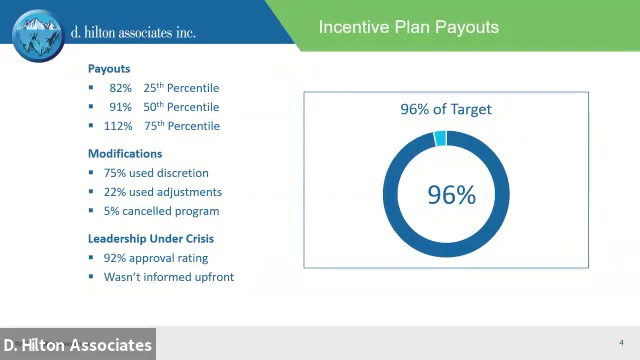 d. hilton associates inc.
Incentive Plan Payouts
Payouts
82% 25th Percentile
91% 50th Percentile
112% 75th Percentile
Modifications
75% used discretion
22% used adjustments
5% cancelled program
Leadership Under Crisis
92% approval rating
Wasn't informed upfront
96% of Target
96%
D. Hilton Associates
4